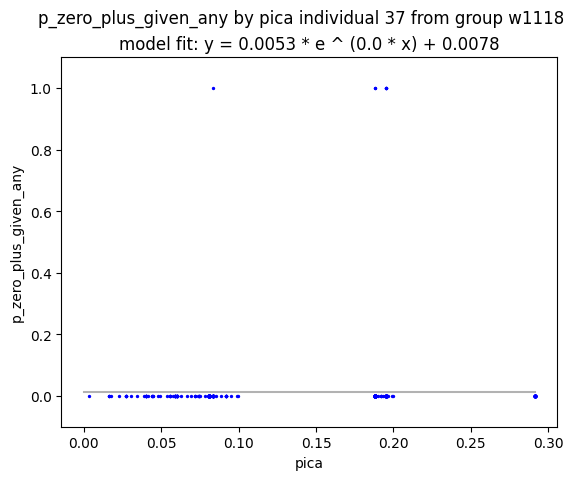 p_zero_plus_given_any by pica individual 37 from group w1118
model fit: y = 0.0053 * e ^ (0.0 * x) + 0.0078
1.0
0.8
0.6
0.4
0.2
0.0
p_zero_plus_given_any
0.00 0.05 0.10 0.15 0.20 0.25 0.30
pica